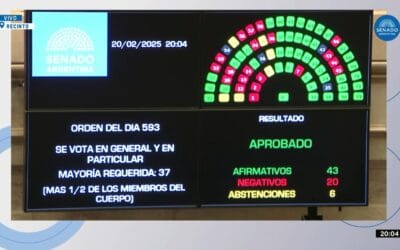 VIVO
RECINTO
SENADO
ARGENTINA
20/02/2025 20:04
SENADO
ORDEN DEL DIA 593
SE VOTA EN GENERAL Y EN
PARTICULAR
MAYORÍA REQUERIDA: 37
(MAS 1/2 DE LOS MIEMBROS DEL
CUERPO)
RESULTADO
APROBADO
AFIRMATIVOS 43
NEGATIVOS 20
ABSTENCIONES 6
20:04